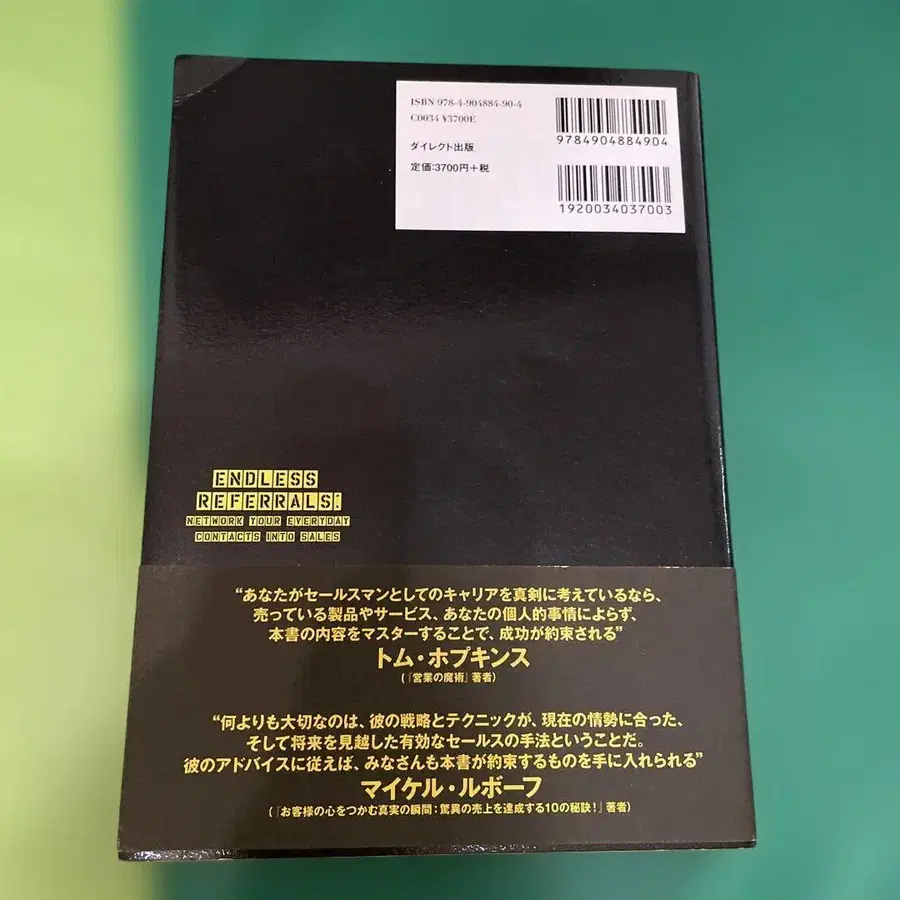 ISBN 978-4-904884-90-4
C0034 ¥3700E
ダイレクト出版
定価:3700円+税
9784904884904
1920034037003
ENDLESS
REFERRALS:
NETWORK YOUR EVERYDAY
CONTACTS INTO SALES
“あなたがセールスマンとしてのキャリアを真剣に考えているなら、
売っている製品やサービス、あなたの個人的事情によらず、
本書の内容をマスターすることで、成功が約束される”
トム・ホプキンス
(『営業の魔術』著者)
“何よりも大切なのは、彼の戦略とテクニックが、現在の情勢に合った、
そして将来を見越した有効なセールスの手法ということだ。
彼のアドバイスに従えば、みなさんも本書が約束するものを手に入れられる”
マイケル・ルボーフ
(『お客様の心をつかむ真実の瞬間:驚異の売上を達成する10の秘訣!』著者)